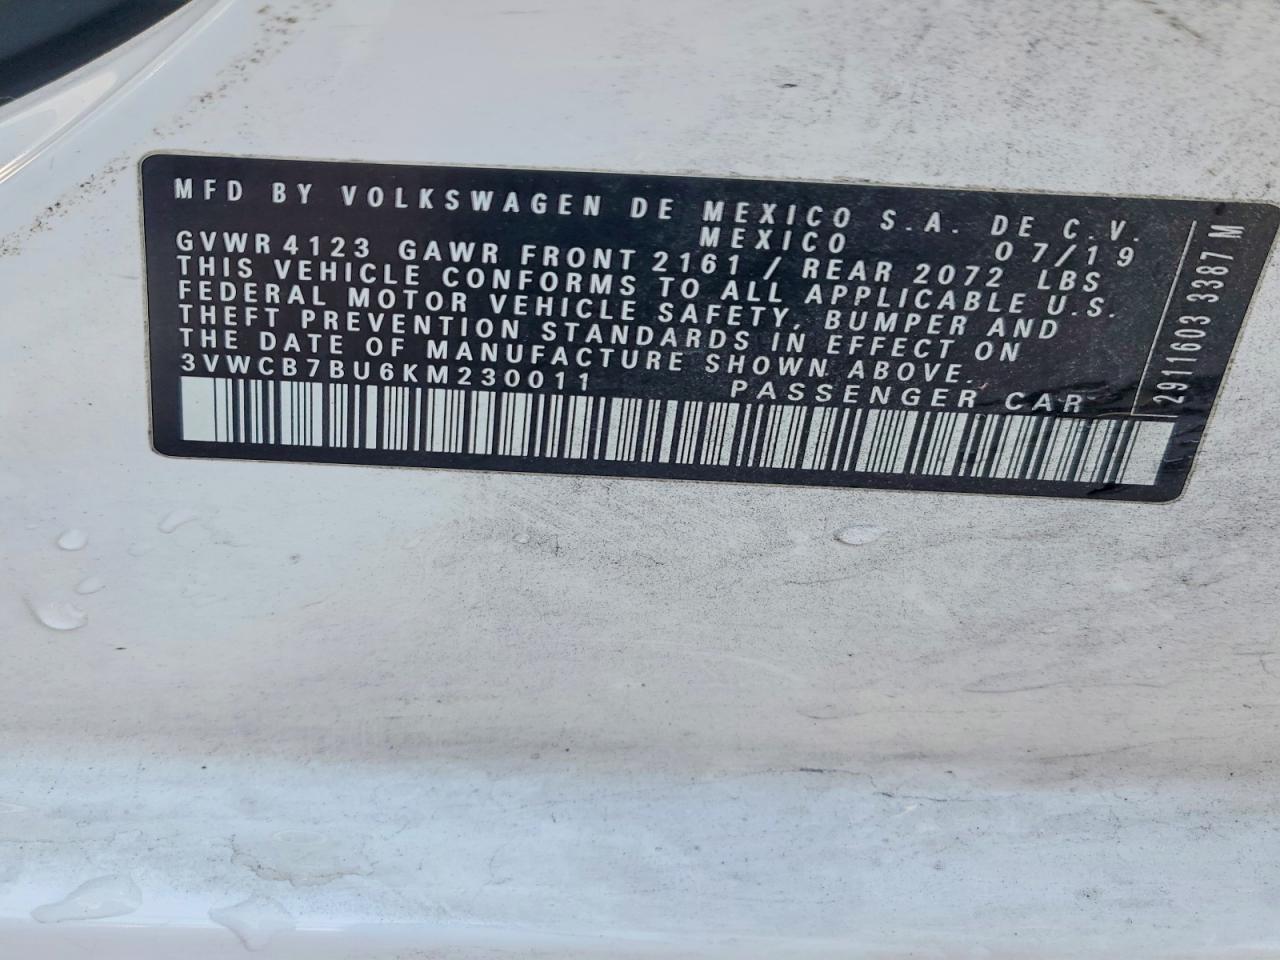 MFD BY VOLKSWAGEN DE MEXICO S.A. DE C.V.
MEXICO 07/19
GVWR 4123 GAWR FRONT 2161 / REAR 2072 LBS
THIS VEHICLE CONFORMS TO ALL APPLICABLE U.S.
FEDERAL MOTOR VEHICLE SAFETY, BUMPER AND
THEFT PREVENTION STANDARDS IN EFFECT ON
THE DATE OF MANUFACTURE SHOWN ABOVE.
3VWCB7BU6KM230011 PASSENGER CAR
2911603 3387 M